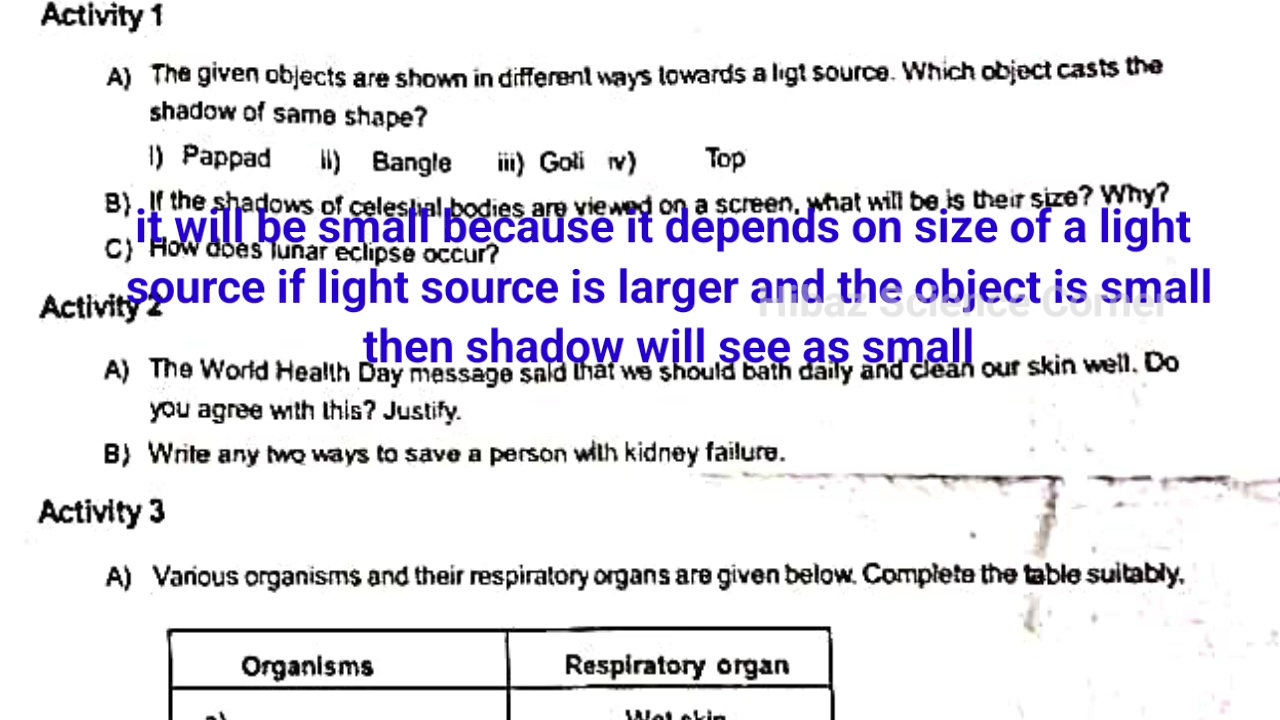 Activity 1
A) The given objects are shown in different ways towards a ligt source. Which object casts the
shadow of same shape?
i) Pappad ii) Bangle iii) Goli iv) Top
B) If the shadows of celestial bodies are viewed on a screen, what will be is their size? Why?
it will be small because it depends on size of a light
C) How does lunar eclipse occur?
source if light source is larger and the object is small
Hibaz Science Corner
Activity 2
then shadow will see as small
A) The World Health Day message said that we should bath daily and clean our skin well. Do
you agree with this? Justify.
B) Write any two ways to save a person with kidney failure.
Activity 3
A) Various organisms and their respiratory organs are given below. Complete the table suitably.
Organisms Respiratory organ
a) Wet skin